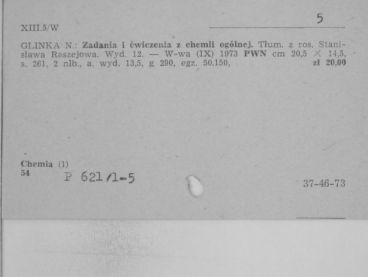 5
XIII.5/W
GLINKA N.: Zadania i ćwiczenia z chemii ogólnej. Tłum. z ros. Stani-
sława Raszejowa. Wyd. 12. — W-wa (IX) 1973 PWN cm 20,5 × 14,5,
s. 261, 2 nlb., a. wyd. 13,5, g 290, egz. 50.150, zł 20,00
Chemia (1)
54 P 621/1-5
37-46-73